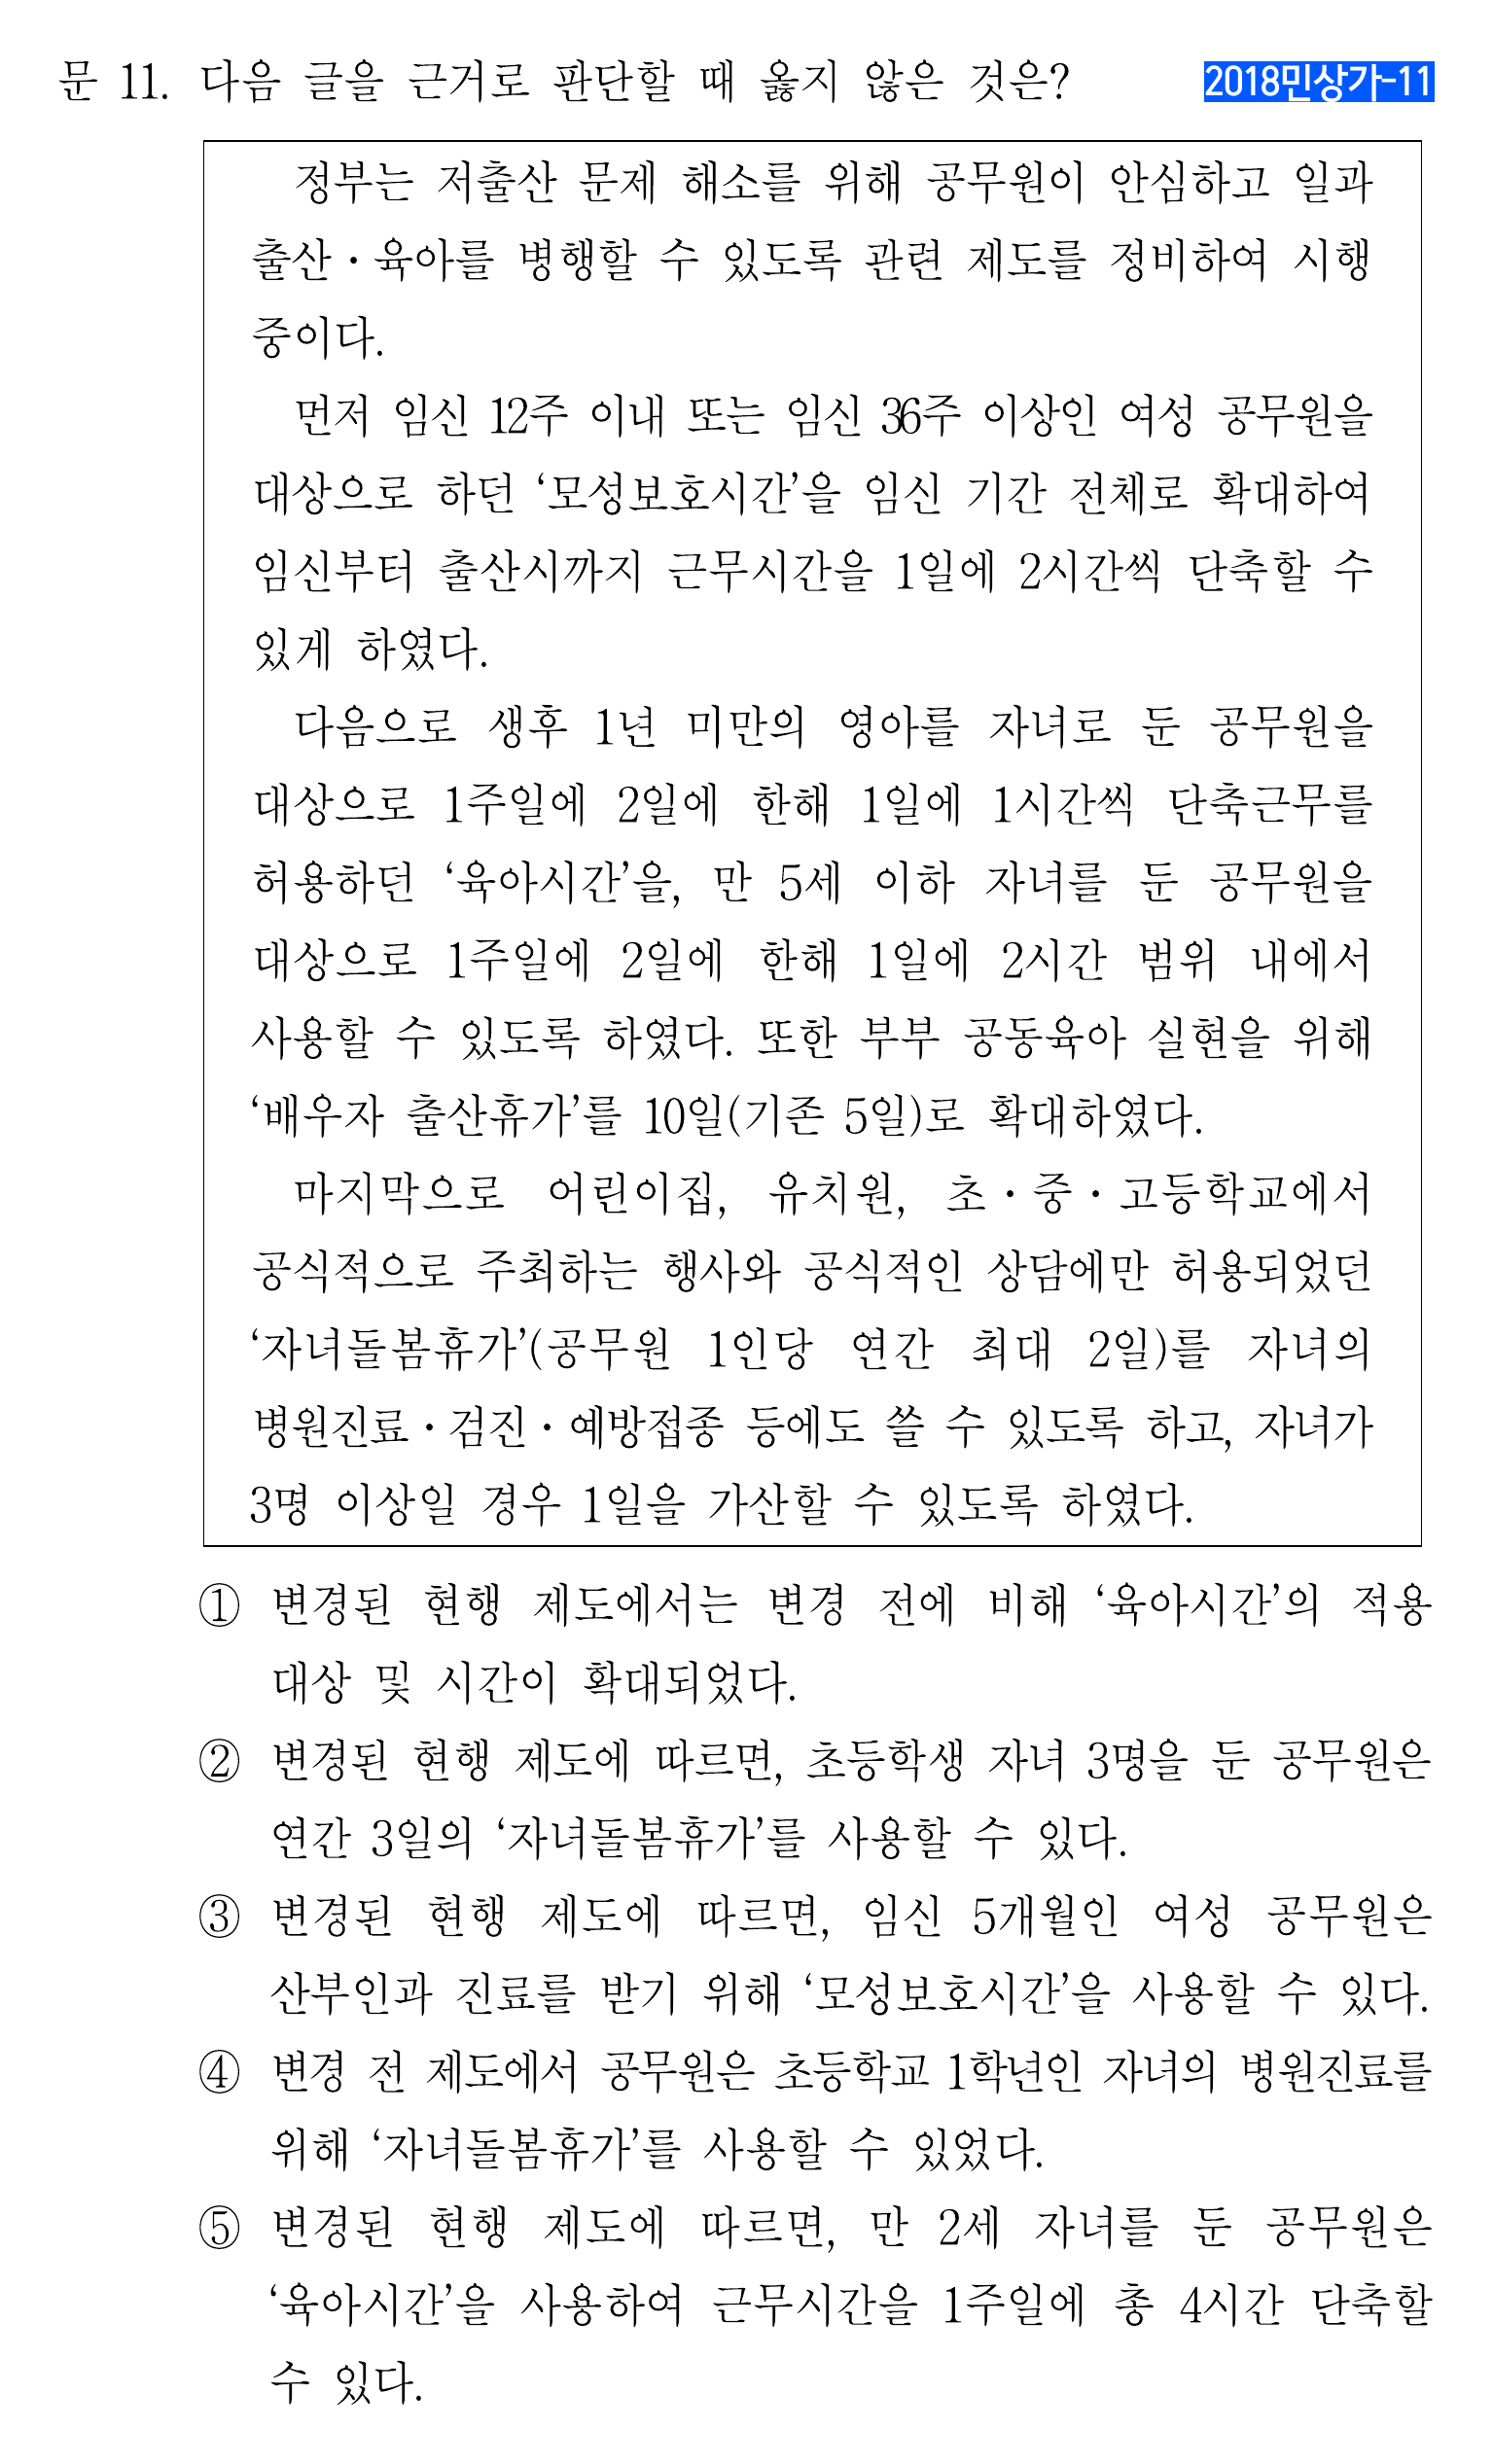 문 11. 다음 글을 근거로 판단할 때 옳지 않은 것은? 2018민상가-11
정부는 저출산 문제 해소를 위해 공무원이 안심하고 일과
출산·육아를 병행할 수 있도록 관련 제도를 정비하여 시행
중이다.
먼저 임신 12주 이내 또는 임신 36주 이상인 여성 공무원을
대상으로 하던 ‘모성보호시간’을 임신 기간 전체로 확대하여
임신부터 출산시까지 근무시간을 1일에 2시간씩 단축할 수
있게 하였다.
다음으로 생후 1년 미만의 영아를 자녀로 둔 공무원을
대상으로 1주일에 2일에 한해 1일에 1시간씩 단축근무를
허용하던 ‘육아시간’을, 만 5세 이하 자녀를 둔 공무원을
대상으로 1주일에 2일에 한해 1일에 2시간 범위 내에서
사용할 수 있도록 하였다. 또한 부부 공동육아 실현을 위해
‘배우자 출산휴가’를 10일(기존 5일)로 확대하였다.
마지막으로 어린이집, 유치원, 초·중·고등학교에서
공식적으로 주최하는 행사와 공식적인 상담에만 허용되었던
‘자녀돌봄휴가’(공무원 1인당 연간 최대 2일)를 자녀의
병원진료·검진·예방접종 등에도 쓸 수 있도록 하고, 자녀가
3명 이상일 경우 1일을 가산할 수 있도록 하였다.
① 변경된 현행 제도에서는 변경 전에 비해 ‘육아시간’의 적용
대상 및 시간이 확대되었다.
② 변경된 현행 제도에 따르면, 초등학생 자녀 3명을 둔 공무원은
연간 3일의 ‘자녀돌봄휴가’를 사용할 수 있다.
③ 변경된 현행 제도에 따르면, 임신 5개월인 여성 공무원은
산부인과 진료를 받기 위해 ‘모성보호시간’을 사용할 수 있다.
④ 변경 전 제도에서 공무원은 초등학교 1학년인 자녀의 병원진료를
위해 ‘자녀돌봄휴가’를 사용할 수 있었다.
⑤ 변경된 현행 제도에 따르면, 만 2세 자녀를 둔 공무원은
‘육아시간’을 사용하여 근무시간을 1주일에 총 4시간 단축할
수 있다.